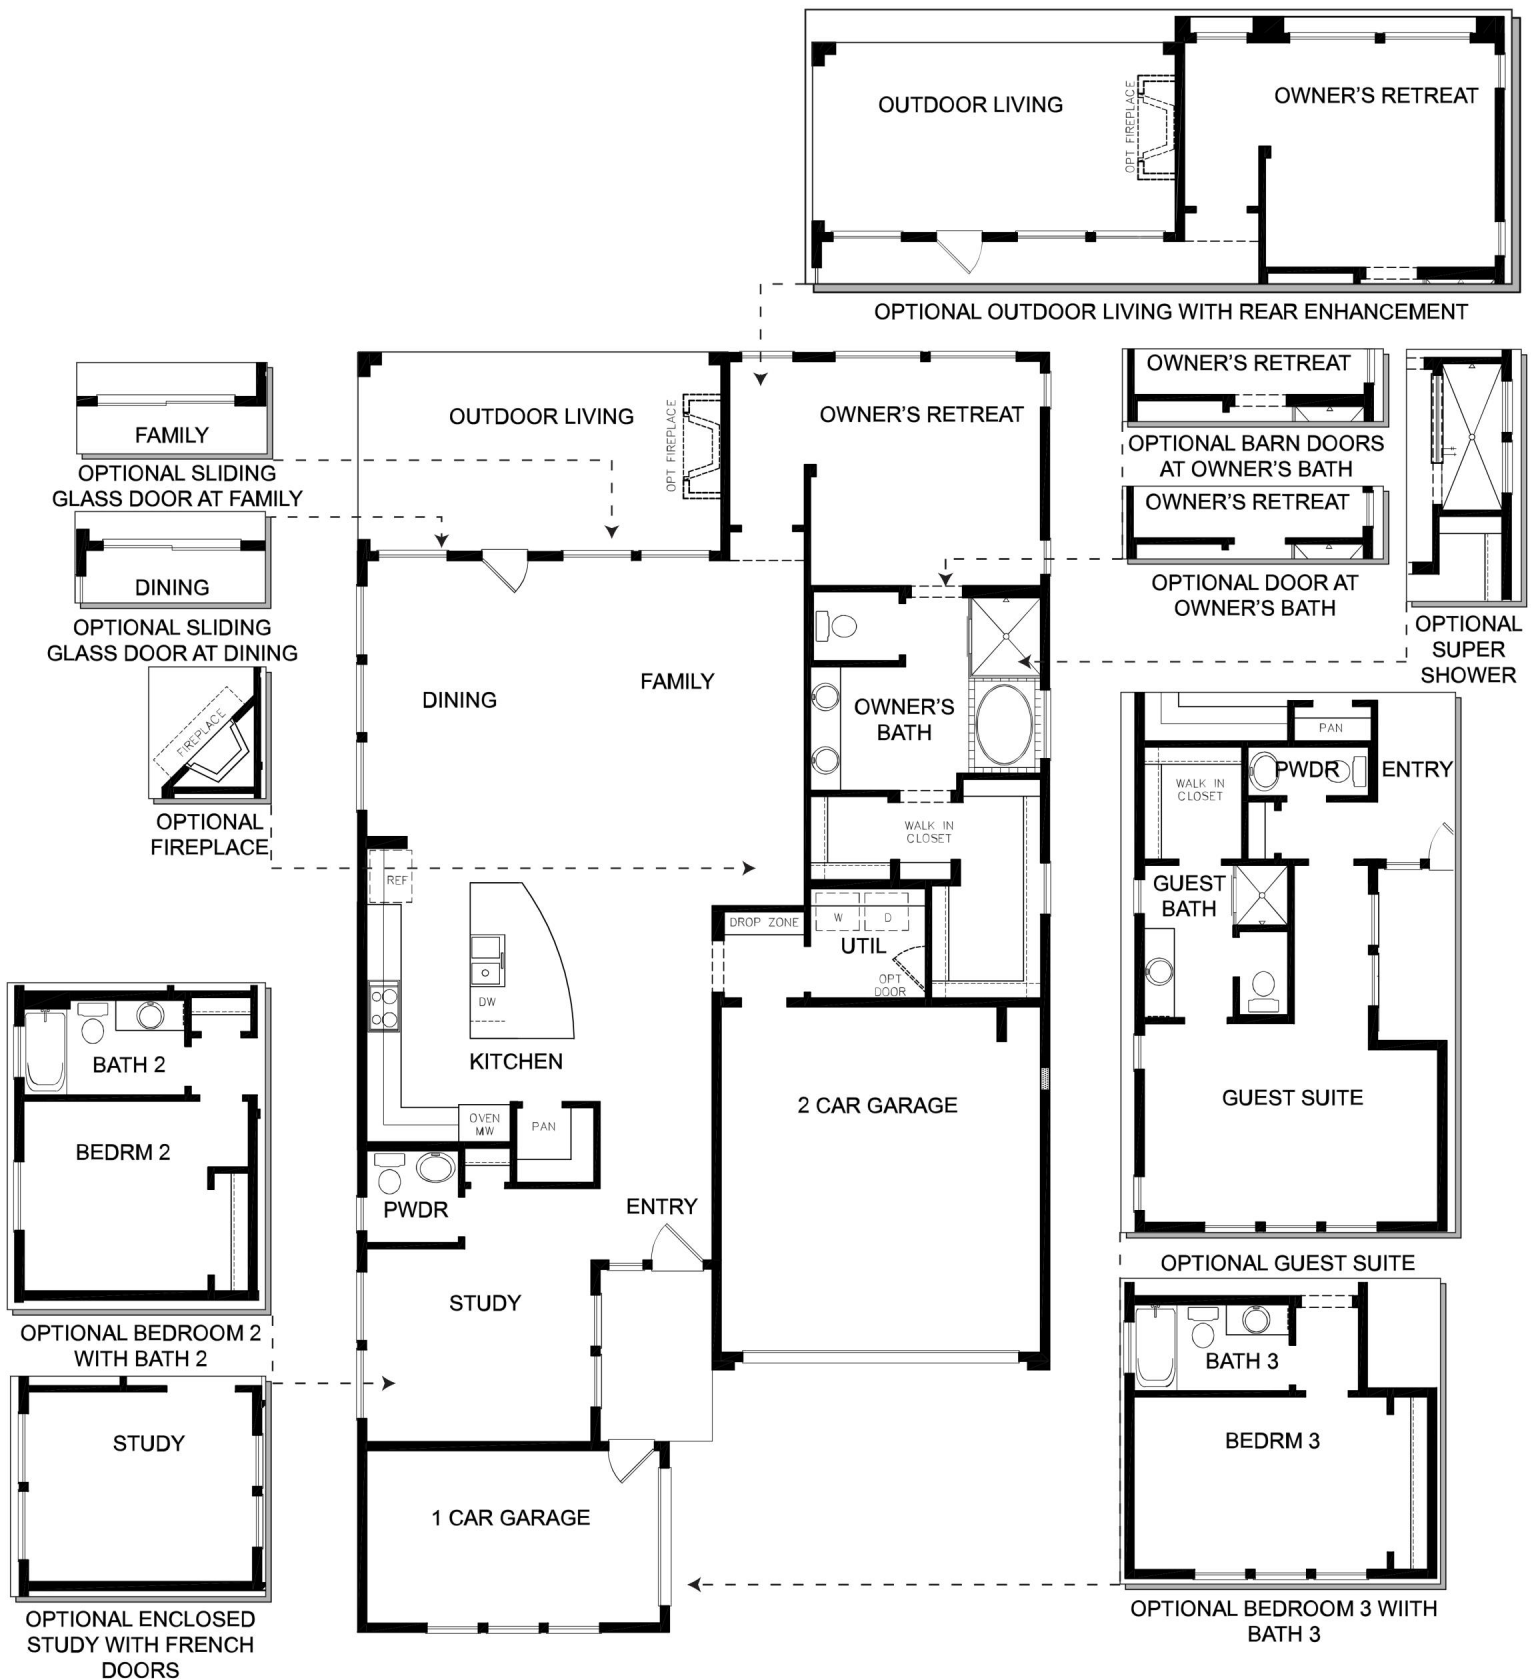 OUTDOOR LIVING
OPT FIREPLACE
OWNER'S RETREAT
OPTIONAL OUTDOOR LIVING WITH REAR ENHANCEMENT
FAMILY
OPTIONAL SLIDING
GLASS DOOR AT FAMILY
DINING
OPTIONAL SLIDING
GLASS DOOR AT DINING
FIREPLACE
OPTIONAL
FIREPLACE
OUTDOOR LIVING
OPT FIREPLACE
OWNER'S RETREAT
DINING
FAMILY
OWNER'S
BATH
WALK IN
CLOSET
REF
DROP ZONE
W
D
UTIL
OPT
DOOR
DW
KITCHEN
OVEN
MW
PAN
2 CAR GARAGE
PWDR
ENTRY
STUDY
1 CAR GARAGE
OWNER'S RETREAT
OPTIONAL BARN DOORS
AT OWNER'S BATH
OWNER'S RETREAT
OPTIONAL DOOR AT
OWNER'S BATH
OPTIONAL
SUPER
SHOWER
PAN
PWDR
ENTRY
WALK IN
CLOSET
GUEST
BATH
GUEST SUITE
OPTIONAL GUEST SUITE
BATH 3
BEDRM 3
OPTIONAL BEDROOM 3 WIITH
BATH 3
BATH 2
BEDRM 2
OPTIONAL BEDROOM 2
WITH BATH 2
STUDY
OPTIONAL ENCLOSED
STUDY WITH FRENCH
DOORS